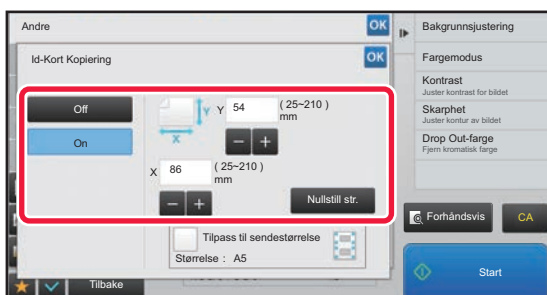 Andre
OK
Id-Kort Kopiering
OK
Off
On
Y
X
Y 54 ( 25~210 )
mm
X 86 ( 25~210 )
mm
Nullstill str.
Tilpass til sendestørrelse
Størrelse : A5
Tilbake
Bakgrunnsjustering
Fargemodus
Kontrast
Juster kontrast for bildet
Skarphet
Juster kontur av bildet
Drop Out-farge
Fjern kromatisk farge
Forhåndsvis
CA
Start